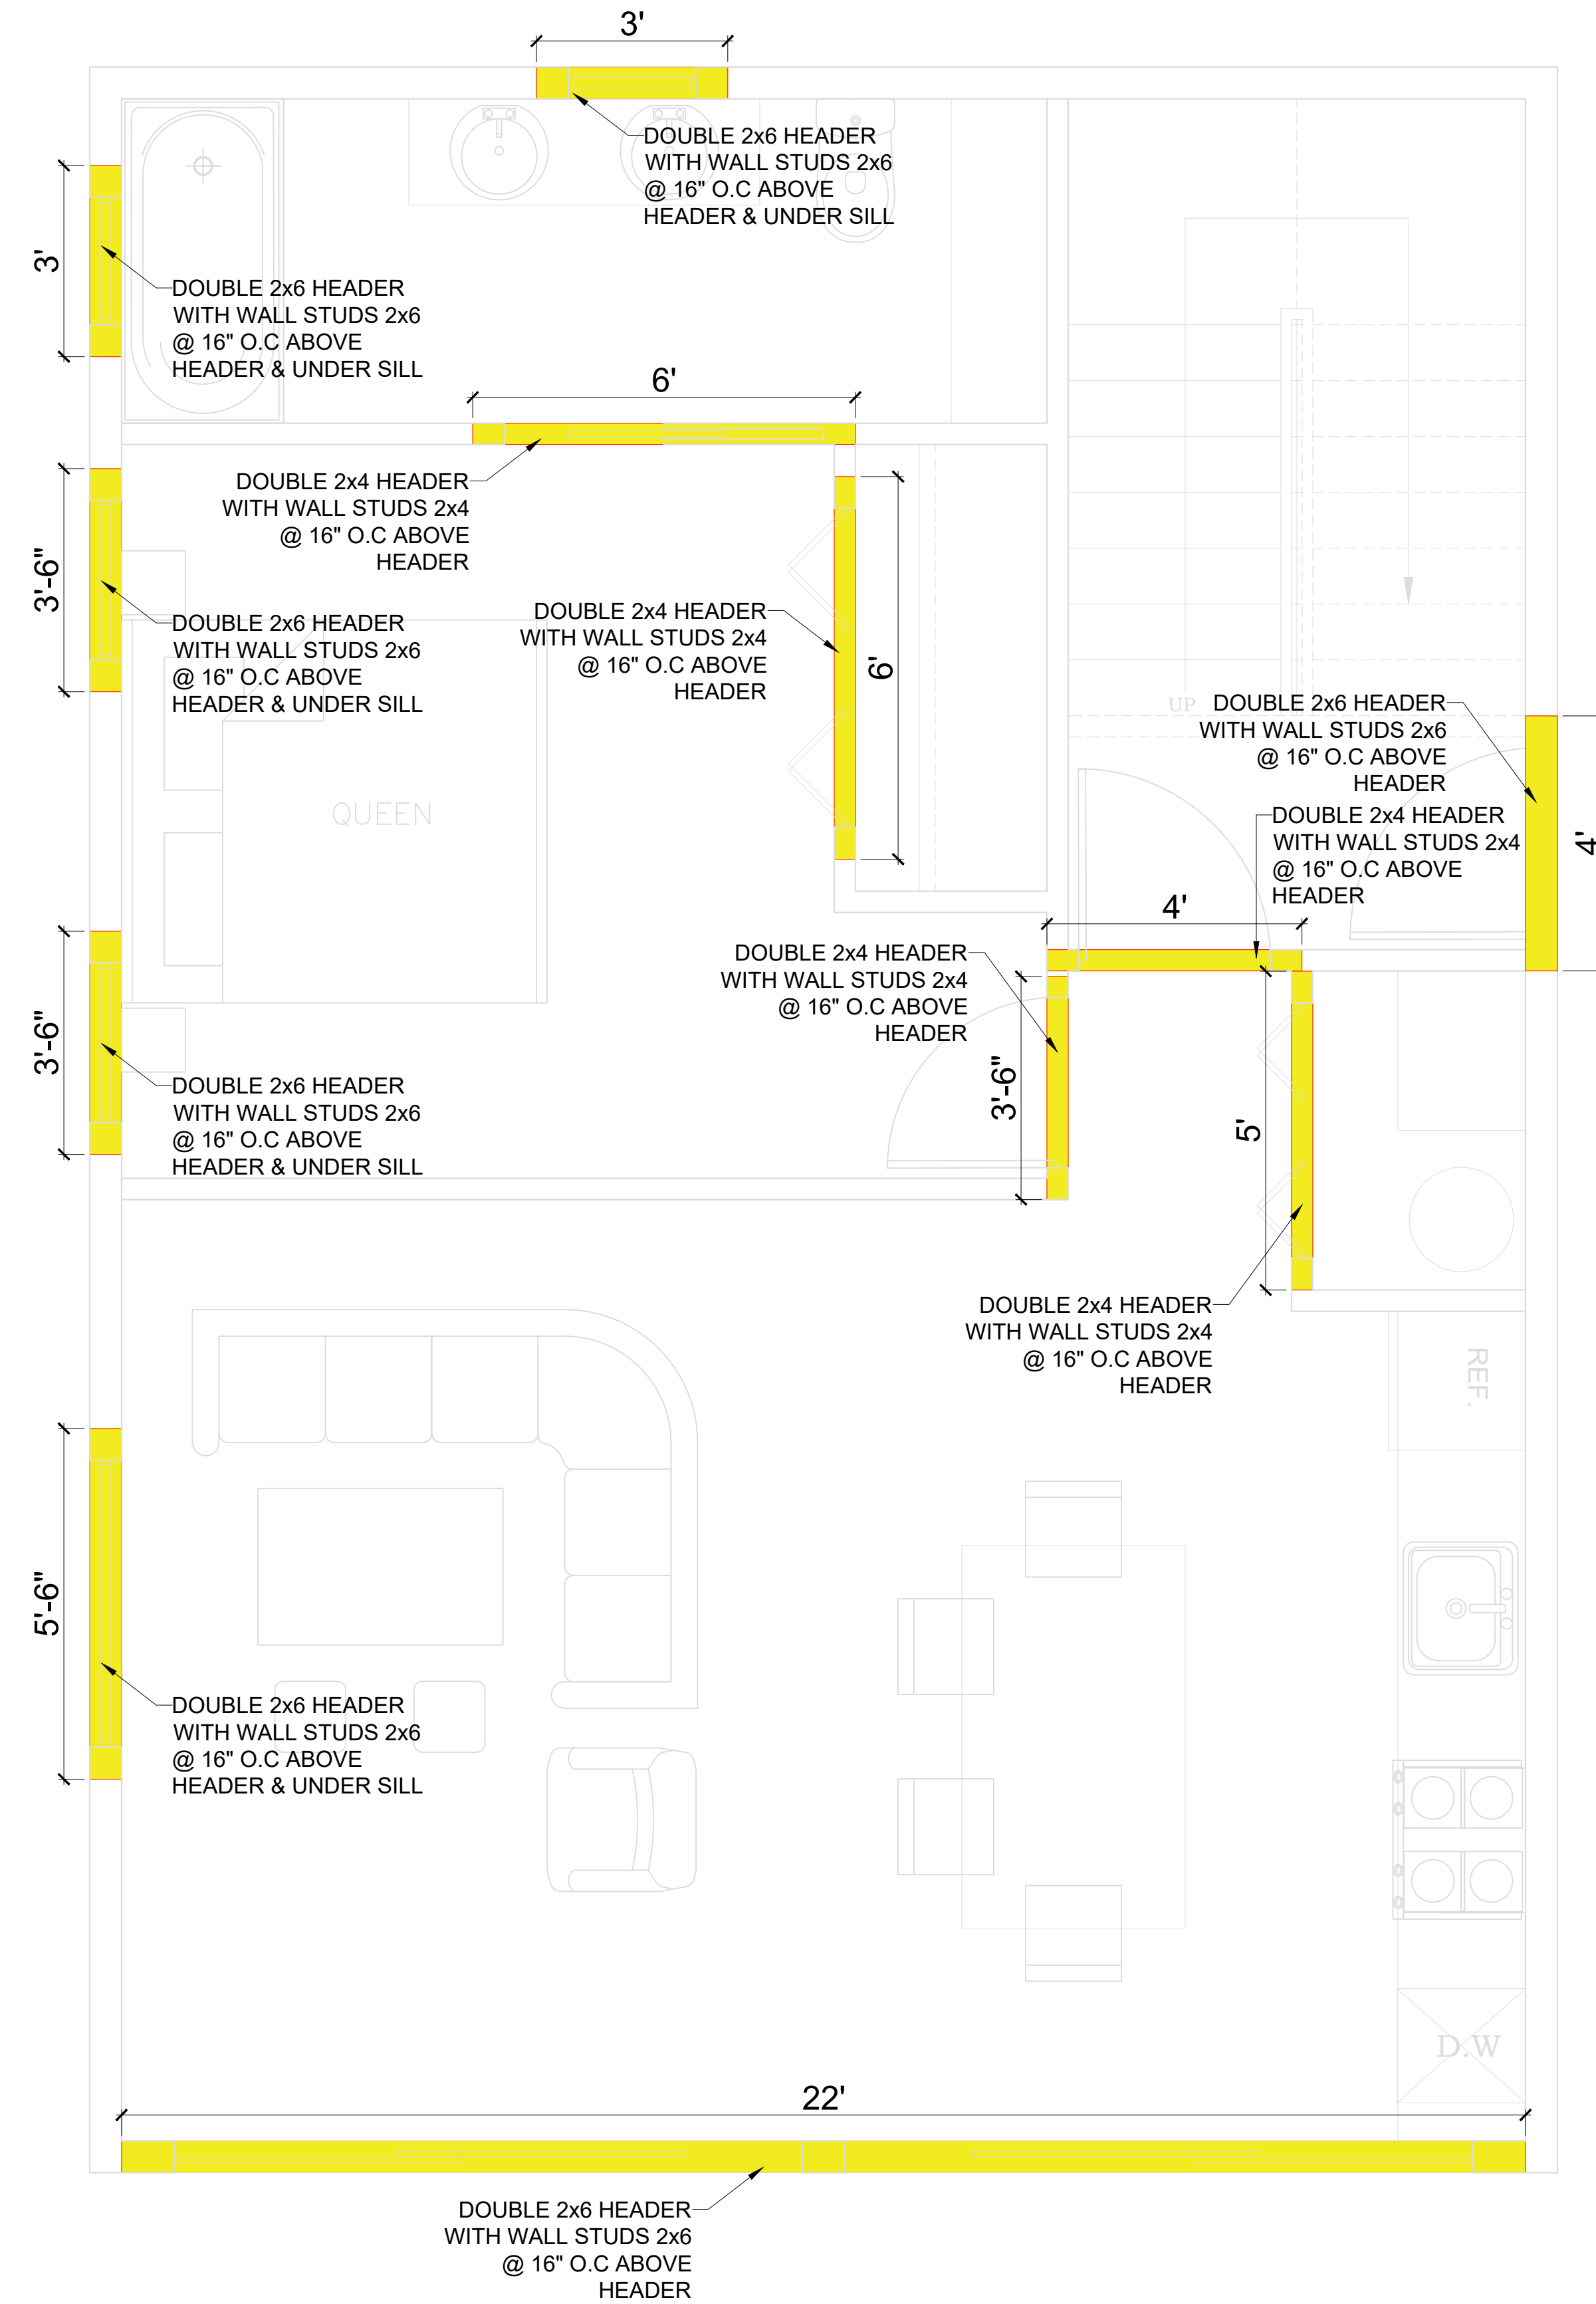 3'
DOUBLE 2x6 HEADER
WITH WALL STUDS 2x6
@ 16" O.C ABOVE
HEADER & UNDER SILL
3'
DOUBLE 2x6 HEADER
WITH WALL STUDS 2x6
@ 16" O.C ABOVE
HEADER & UNDER SILL
6'
DOUBLE 2x4 HEADER
WITH WALL STUDS 2x4
@ 16" O.C ABOVE
HEADER
3'-6"
DOUBLE 2x6 HEADER
WITH WALL STUDS 2x6
@ 16" O.C ABOVE
HEADER & UNDER SILL
DOUBLE 2x4 HEADER
WITH WALL STUDS 2x4
@ 16" O.C ABOVE
HEADER
6'
UP
DOUBLE 2x6 HEADER
WITH WALL STUDS 2x6
@ 16" O.C ABOVE
HEADER
4'
QUEEN
DOUBLE 2x4 HEADER
WITH WALL STUDS 2x4
@ 16" O.C ABOVE
HEADER
4'
DOUBLE 2x4 HEADER
WITH WALL STUDS 2x4
@ 16" O.C ABOVE
HEADER
3'-6"
3'-6"
DOUBLE 2x6 HEADER
WITH WALL STUDS 2x6
@ 16" O.C ABOVE
HEADER & UNDER SILL
5'
DOUBLE 2x4 HEADER
WITH WALL STUDS 2x4
@ 16" O.C ABOVE
HEADER
REF.
5'-6"
DOUBLE 2x6 HEADER
WITH WALL STUDS 2x6
@ 16" O.C ABOVE
HEADER & UNDER SILL
D.W
22'
DOUBLE 2x6 HEADER
WITH WALL STUDS 2x6
@ 16" O.C ABOVE
HEADER